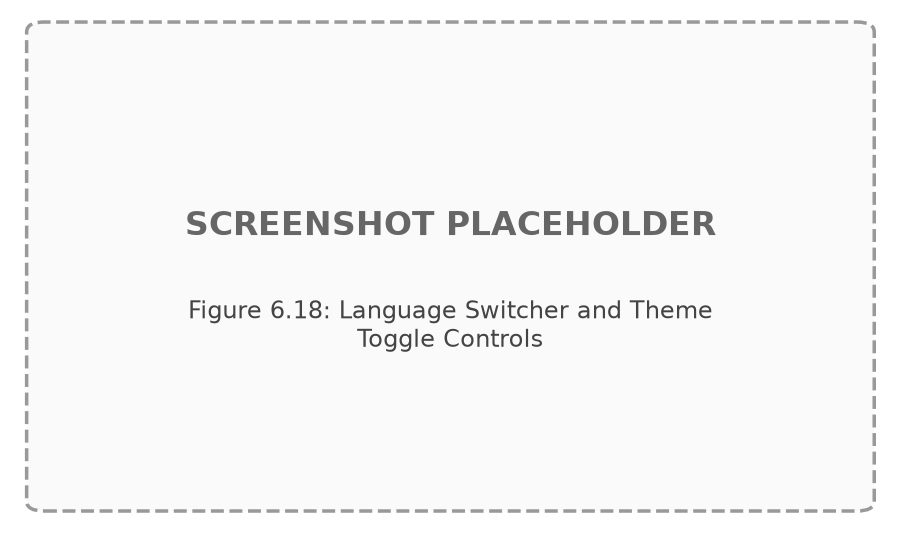 SCREENSHOT PLACEHOLDER
Figure 6.18: Language Switcher and Theme
Toggle Controls